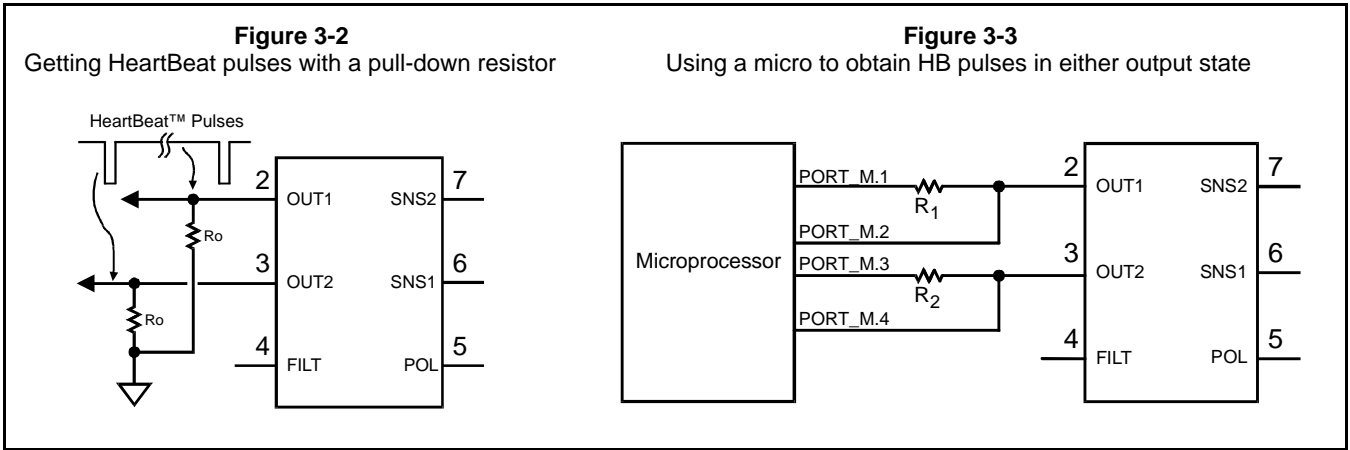 Figure 3-2
Getting HeartBeat pulses with a pull-down resistor
HeartBeat™ Pulses
2
OUT1
SNS2
7
Ro
3
OUT2
SNS1
6
Ro
4
FILT
POL
5
Figure 3-3
Using a micro to obtain HB pulses in either output state
Microprocessor
PORT_M.1
R1
PORT_M.2
PORT_M.3
R2
PORT_M.4
2
OUT1
SNS2
7
3
OUT2
SNS1
6
4
FILT
POL
5